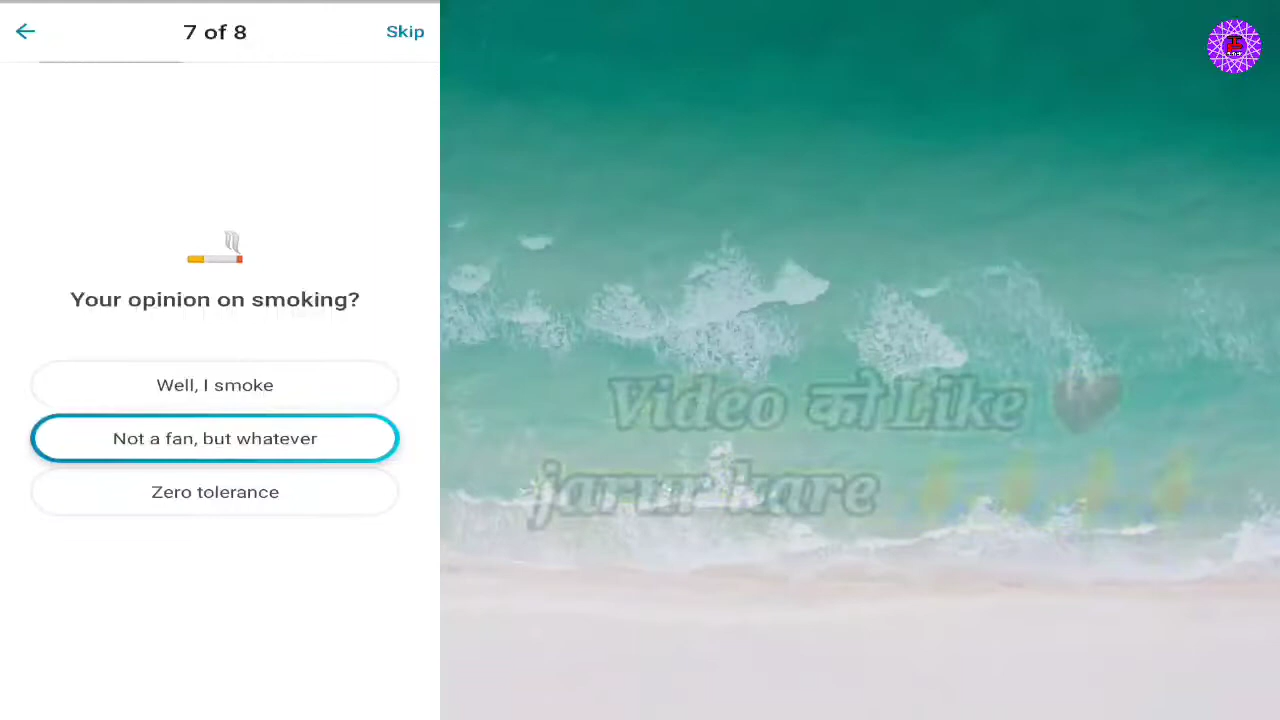 7 of 8
Skip
Your opinion on smoking?
Well, I smoke
Not a fan, but whatever
Zero tolerance
Video को Like
jarur kare